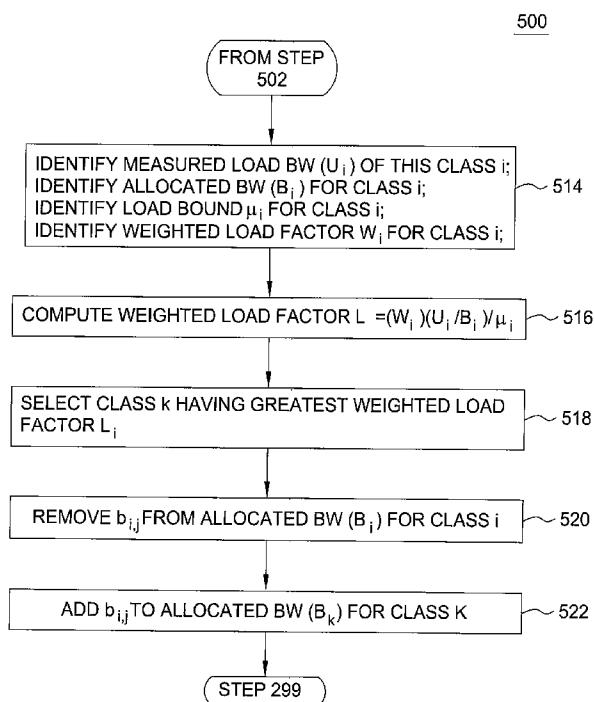 500
FROM STEP
502
IDENTIFY MEASURED LOAD BW (Uᵢ) OF THIS CLASS i;
IDENTIFY ALLOCATED BW (Bᵢ) FOR CLASS i;
IDENTIFY LOAD BOUND μᵢ FOR CLASS i;
IDENTIFY WEIGHTED LOAD FACTOR Wᵢ FOR CLASS i;
514
COMPUTE WEIGHTED LOAD FACTOR L =(Wᵢ)(Uᵢ/Bᵢ)/μᵢ
516
SELECT CLASS k HAVING GREATEST WEIGHTED LOAD
FACTOR Lᵢ
518
REMOVE bᵢ,ⱼ FROM ALLOCATED BW (Bᵢ) FOR CLASS i
520
ADD bᵢ,ⱼ TO ALLOCATED BW (Bₖ) FOR CLASS K
522
STEP 299